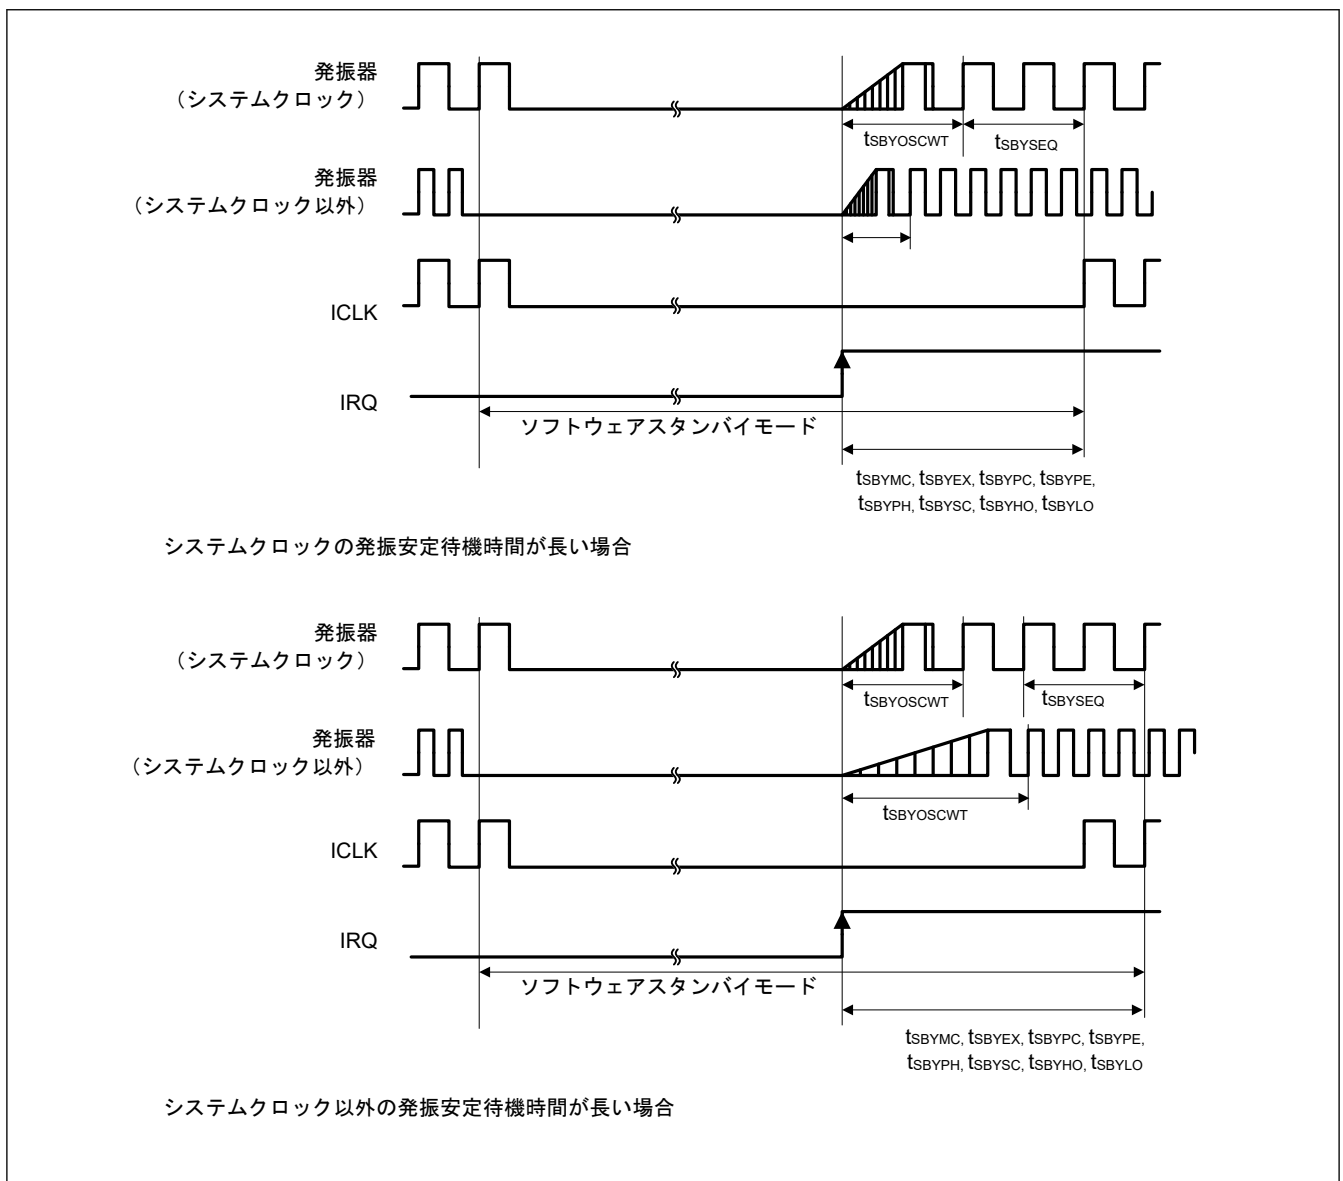 発振器
（システムクロック）
tSBYOSCWT
tSBYSEQ
発振器
（システムクロック以外）
ICLK
IRQ
ソフトウェアスタンバイモード
tSBYMC, tSBYEX, tSBYPC, tSBYPE,
tSBYPH, tSBYSC, tSBYHO, tSBYLO
システムクロックの発振安定待機時間が長い場合
発振器
（システムクロック）
tSBYOSCWT
tSBYSEQ
発振器
（システムクロック以外）
tSBYOSCWT
ICLK
IRQ
ソフトウェアスタンバイモード
tSBYMC, tSBYEX, tSBYPC, tSBYPE,
tSBYPH, tSBYSC, tSBYHO, tSBYLO
システムクロック以外の発振安定待機時間が長い場合